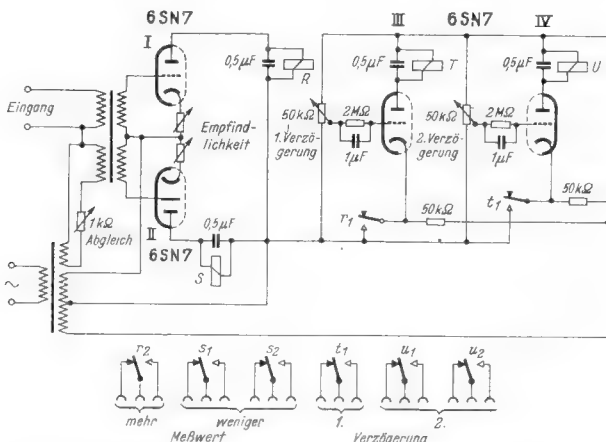 6SN7 III 6SN7 IV
I
0,5µF R 0,5µF T 0,5µF U
Eingang
Empfind-
lichkeit
50kΩ 2MΩ 50kΩ 2MΩ
1. Verzö-
gerung
1µF
2. Verzö-
gerung
1µF
1kΩ
Abgleich
II
6SN7
0,5µF
S
r1 50kΩ t1 50kΩ
~
r2 s1 s2 t1 u1 u2
mehr weniger 1. 2.
Meßwert Verzögerung